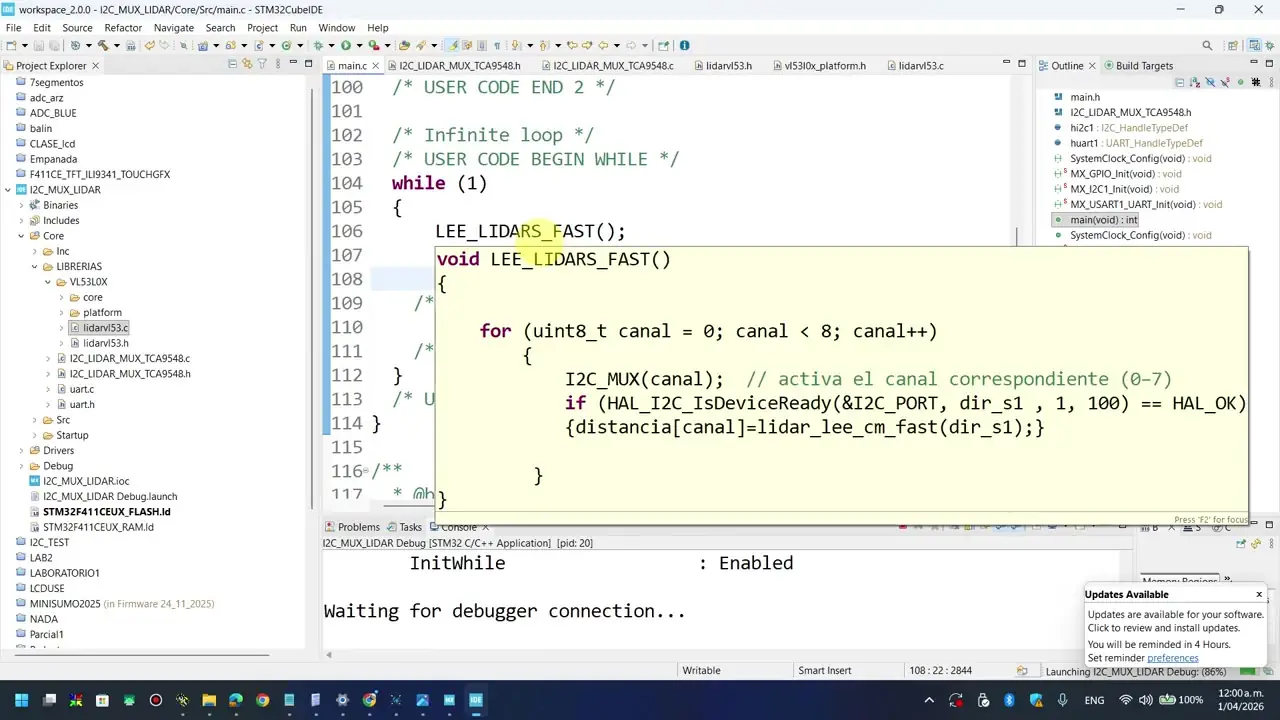 workspace_2.0.0 - I2C_MUX_LIDAR/Core/Src/main.c - STM32CubeIDE
File Edit Source Refactor Navigate Search Project Run Window Help
Project Explorer
7segmentos
adc_arz
ADC_BLUE
balin
CLASE_lcd
Empanada
F411CE_TFT_ILI9341_TOUCHGFX
I2C_MUX_LIDAR
Binaries
Includes
Core
Inc
LIBRERIAS
VL53L0X
core
platform
lidarvl53.c
lidarvl53.h
I2C_LIDAR_MUX_TCA9548.c
I2C_LIDAR_MUX_TCA9548.h
uart.c
uart.h
Src
Startup
Drivers
Debug
I2C_MUX_LIDAR.ioc
I2C_MUX_LIDAR Debug.launch
STM32F411CEUX_FLASH.ld
STM32F411CEUX_RAM.ld
I2C_TEST
LAB2
LABORATORIO1
LCDUSE
MINISUMO2025 (in Firmware 24_11_2025)
NADA
Parcial1
main.c I2C_LIDAR_MUX_TCA9548.h I2C_LIDAR_MUX_TCA9548.c lidarvl53.h vl53l0x_platform.h lidarvl53.c
100 /* USER CODE END 2 */
101
102 /* Infinite loop */
103 /* USER CODE BEGIN WHILE */
104 while (1)
105 {
106 LEE_LIDARS_FAST();
107
108
109 /*
110
111 /*
112 }
113 /* U
114 }
115
116 /**
117 * @b
void LEE_LIDARS_FAST()
{
for (uint8_t canal = 0; canal < 8; canal++)
{
I2C_MUX(canal); // activa el canal correspondiente (0–7)
if (HAL_I2C_IsDeviceReady(&I2C_PORT, dir_s1 , 1, 100) == HAL_OK)
{distancia[canal]=lidar_lee_cm_fast(dir_s1);}
}
}
Press 'F2' for focus
Outline Build Targets
main.h
I2C_LIDAR_MUX_TCA9548.h
hi2c1 : I2C_HandleTypeDef
huart1 : UART_HandleTypeDef
SystemClock_Config(void) : void
MX_GPIO_Init(void) : void
MX_I2C1_Init(void) : void
MX_USART1_UART_Init(void) : void
main(void) : int
SystemClock_Config(void) : void
Problems Tasks Console
I2C_MUX_LIDAR Debug [STM32 C/C++ Application] [pid: 20]
InitWhile : Enabled
Waiting for debugger connection...
Memory Regions
Updates Available
Updates are available for your software.
Click to review and install updates.
You will be reminded in 4 Hours.
Set reminder preferences
Writable Smart Insert 108 : 22 : 2844 Launching I2C_MUX_LIDAR Debug: (86%)
ENG 100% 12:00 a. m.
1/04/2026